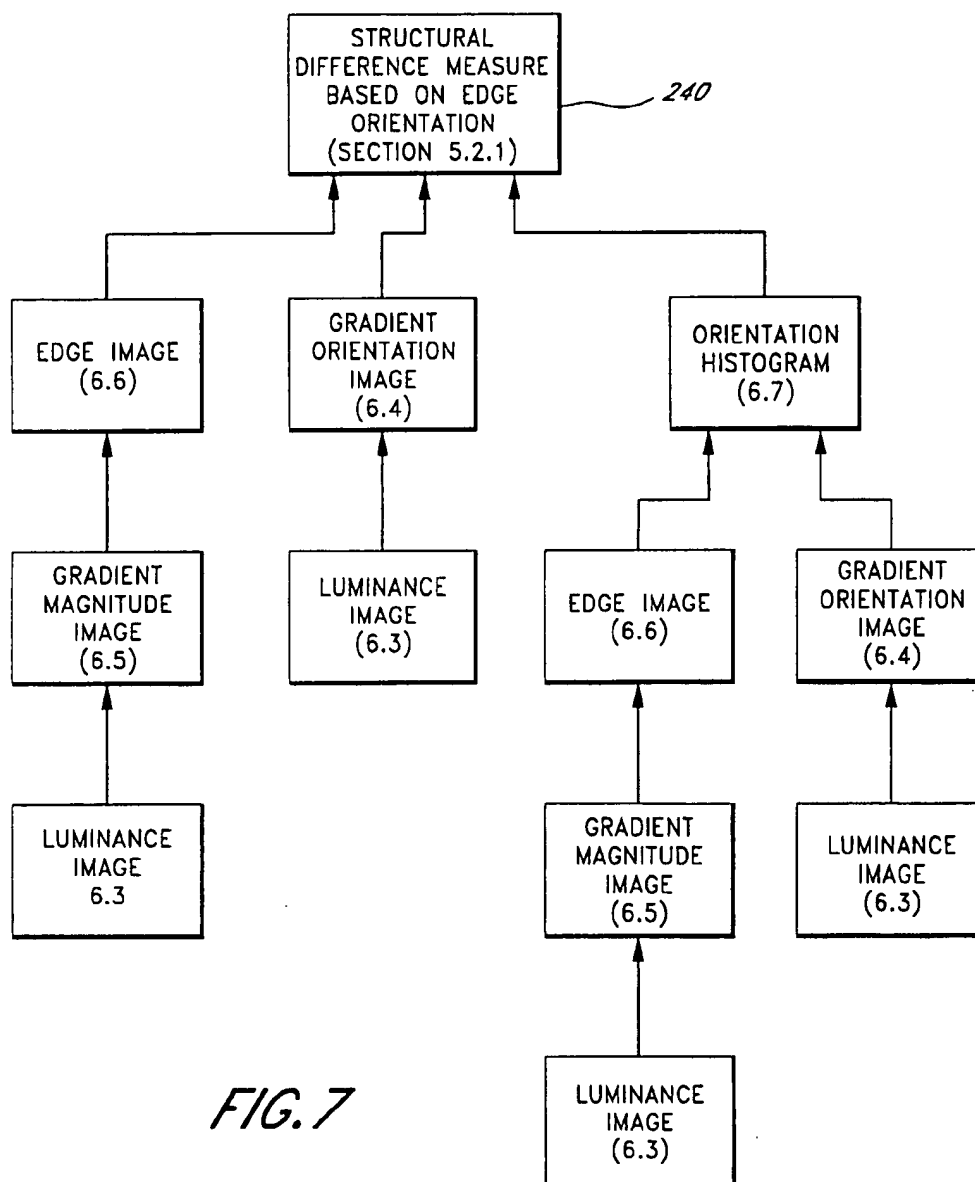 STRUCTURAL
DIFFERENCE MEASURE
BASED ON EDGE
ORIENTATION
(SECTION 5.2.1)
240
EDGE IMAGE
(6.6)
GRADIENT
ORIENTATION
IMAGE
(6.4)
ORIENTATION
HISTOGRAM
(6.7)
GRADIENT
MAGNITUDE
IMAGE
(6.5)
LUMINANCE
IMAGE
(6.3)
EDGE IMAGE
(6.6)
GRADIENT
ORIENTATION
IMAGE
(6.4)
LUMINANCE
IMAGE
6.3
GRADIENT
MAGNITUDE
IMAGE
(6.5)
LUMINANCE
IMAGE
(6.3)
LUMINANCE
IMAGE
(6.3)
FIG. 7